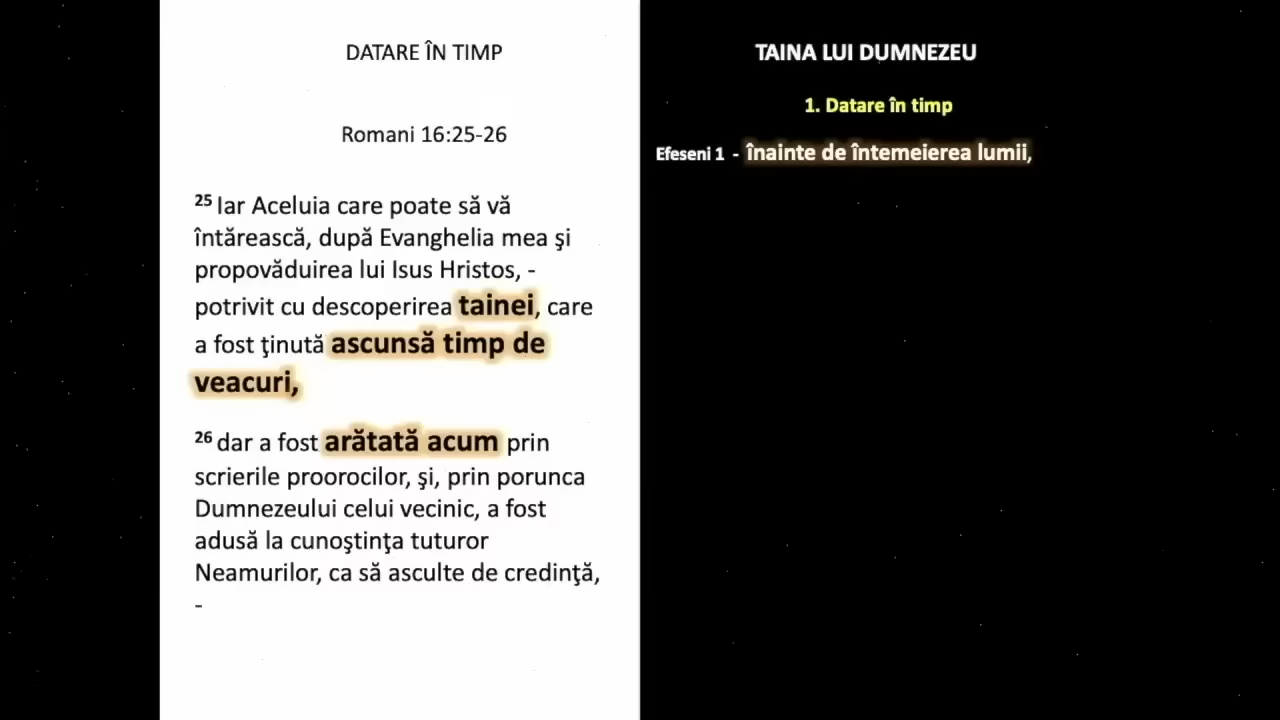 DATARE ÎN TIMP
Romani 16:25-26
25 Iar Aceluia care poate să vă
întărească, după Evanghelia mea şi
propovăduirea lui Isus Hristos, -
potrivit cu descoperirea tainei, care
a fost ţinută ascunsă timp de
veacuri,
26 dar a fost arătată acum prin
scrierile proorocilor, şi, prin porunca
Dumnezeului celui vecinic, a fost
adusă la cunoştinţa tuturor
Neamurilor, ca să asculte de credinţă,
-
TAINA LUI DUMNEZEU
1. Datare în timp
Efeseni 1 - înainte de întemeierea lumii,